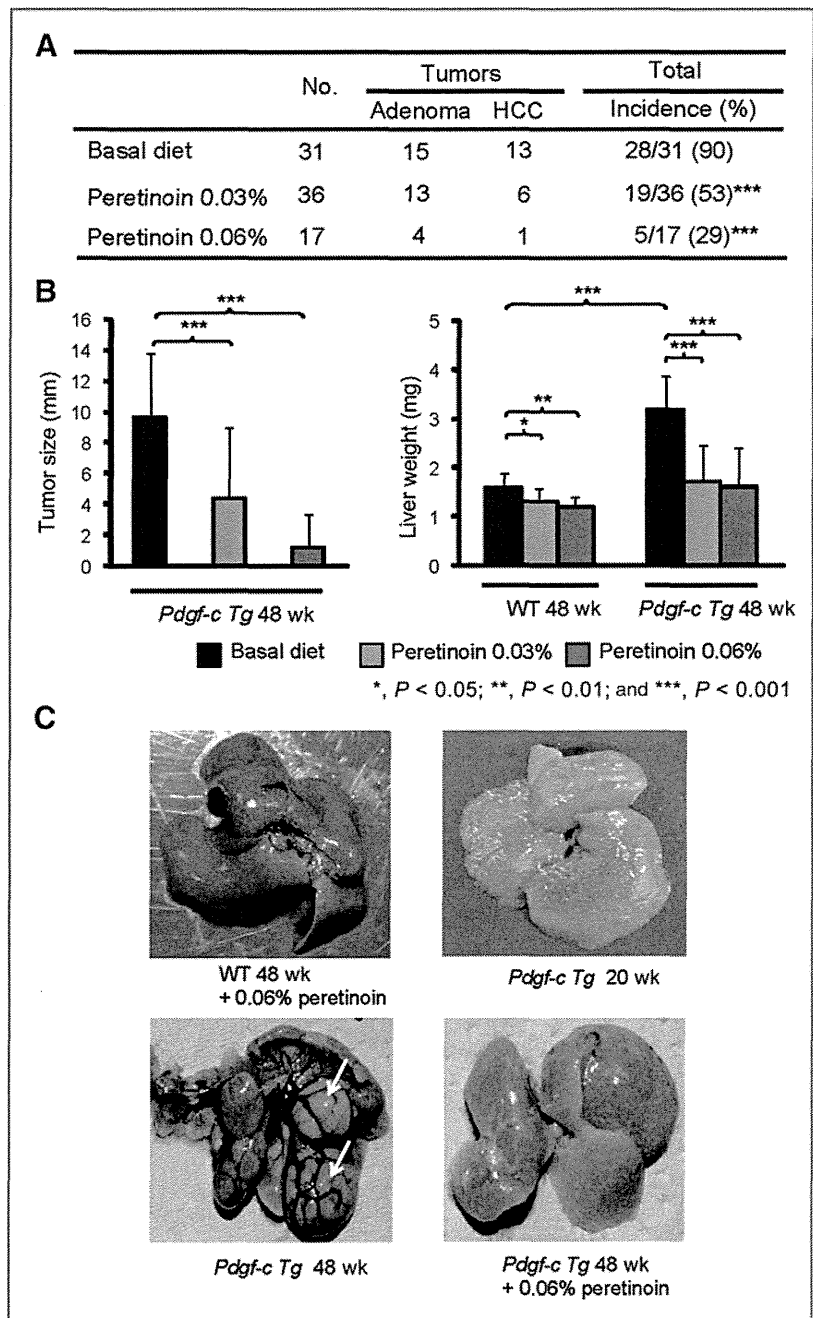 A
No. Tumors Total
Adenoma HCC Incidence (%)
Basal diet 31 15 13 28/31 (90)
Peretinoin 0.03% 36 13 6 19/36 (53)***
Peretinoin 0.06% 17 4 1 5/17 (29)***
B
Tumor size (mm)
16
14
12
10
8
6
4
2
0
***
***
Pdgf-c Tg 48 wk
Liver weight (mg)
5
4
3
2
1
0
***
**
*
***
***
WT 48 wk Pdgf-c Tg 48 wk
Basal diet Peretinoin 0.03% Peretinoin 0.06%
*, P < 0.05; **, P < 0.01; and ***, P < 0.001
C
WT 48 wk
+ 0.06% peretinoin
Pdgf-c Tg 20 wk
Pdgf-c Tg 48 wk
Pdgf-c Tg 48 wk
+ 0.06% peretinoin